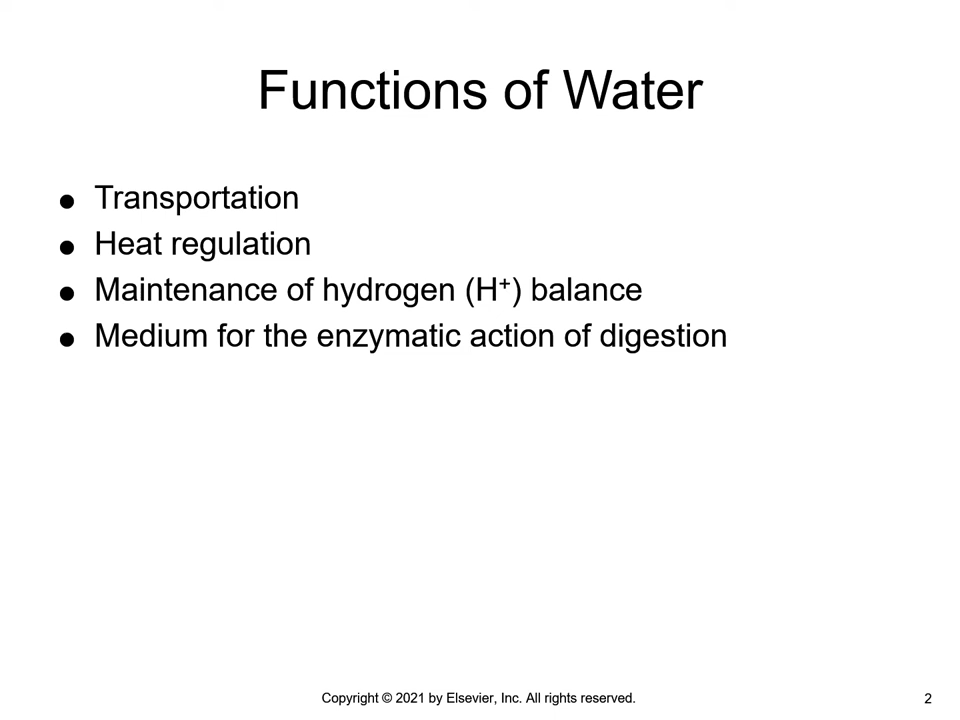 Functions of Water
● Transportation
● Heat regulation
● Maintenance of hydrogen (H⁺) balance
● Medium for the enzymatic action of digestion
Copyright © 2021 by Elsevier, Inc. All rights reserved.
2